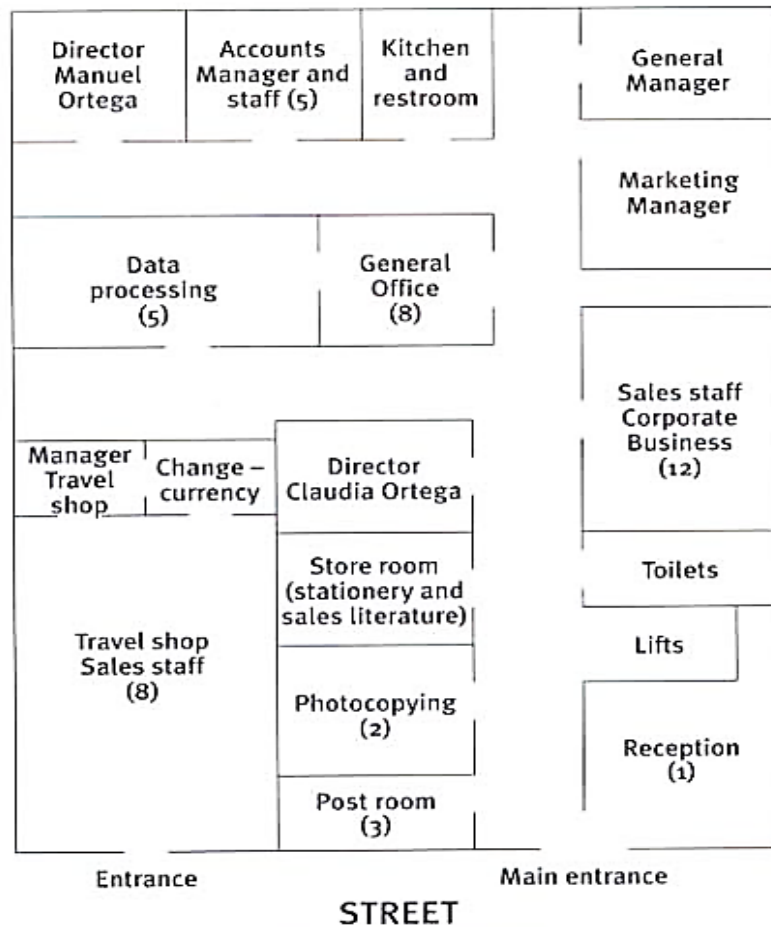 Director
Manuel
Ortega
Accounts
Manager and
staff (5)
Kitchen
and
restroom
General
Manager
Marketing
Manager
Data
processing
(5)
General
Office
(8)
Sales staff
Corporate
Business
(12)
Manager
Travel
shop
Change –
currency
Director
Claudia Ortega
Store room
(stationery and
sales literature)
Toilets
Lifts
Travel shop
Sales staff
(8)
Photocopying
(2)
Reception
(1)
Post room
(3)
Entrance
Main entrance
STREET